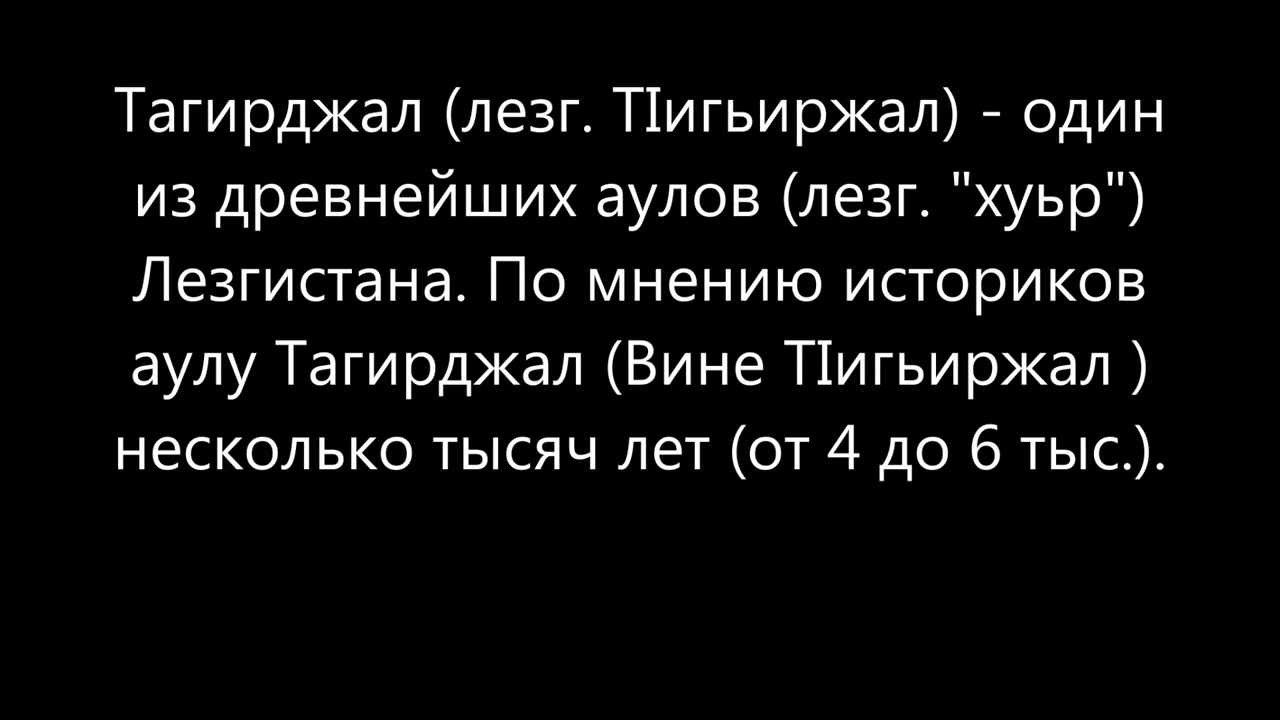 Тагирджал (лезг. ТIигьиржал) - один
из древнейших аулов (лезг. "хуьр")
Лезгистана. По мнению историков
аулу Тагирджал (Вине ТIигьиржал )
несколько тысяч лет (от 4 до 6 тыс.).